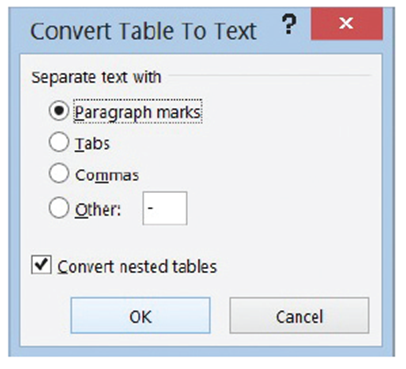 Convert Table To Text ? x
Separate text with
Paragraph marks
Tabs
Commas
Other: -
Convert nested tables
OK Cancel